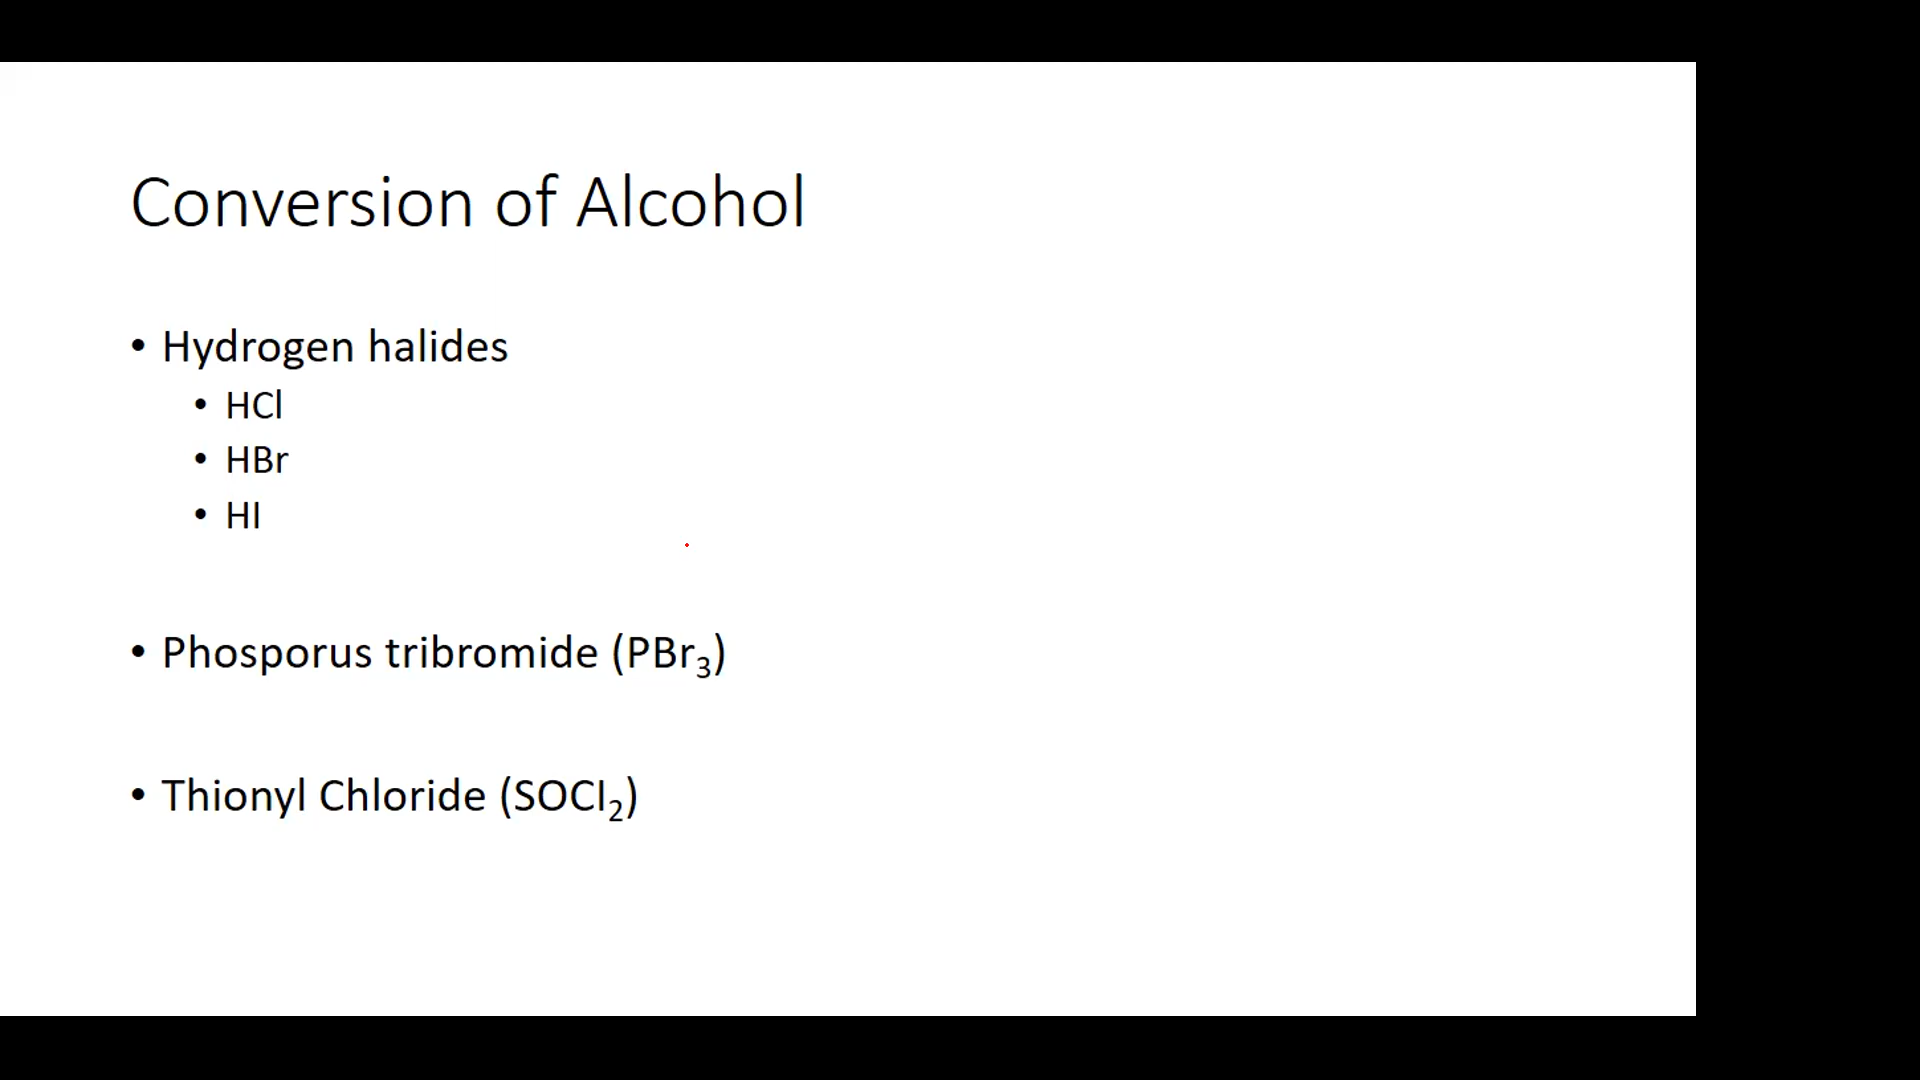 Conversion of Alcohol
• Hydrogen halides
• HCl
• HBr
• HI
• Phosporus tribromide (PBr₃)
• Thionyl Chloride (SOCl₂)